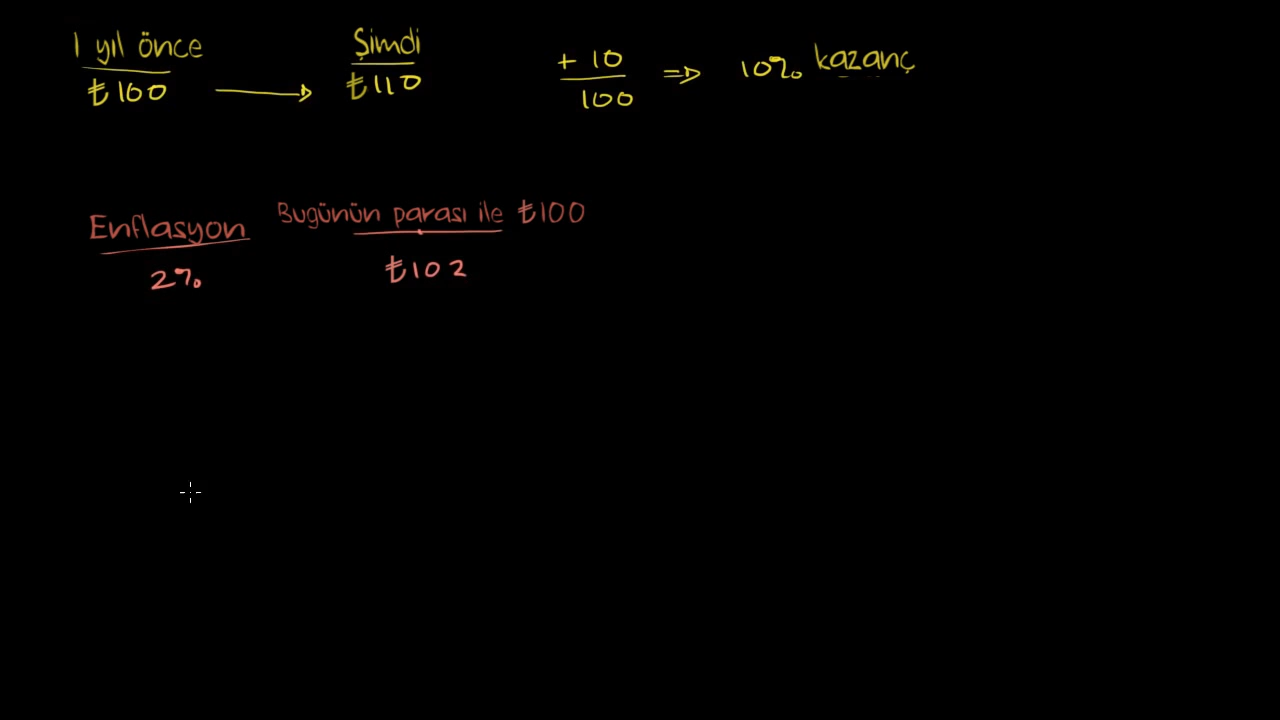 1 yıl önce Şimdi
₺100 → ₺110 + 10 / 100 ⇒ 10% kazanç
Enflasyon Bugünün parası ile ₺100
2% ₺102